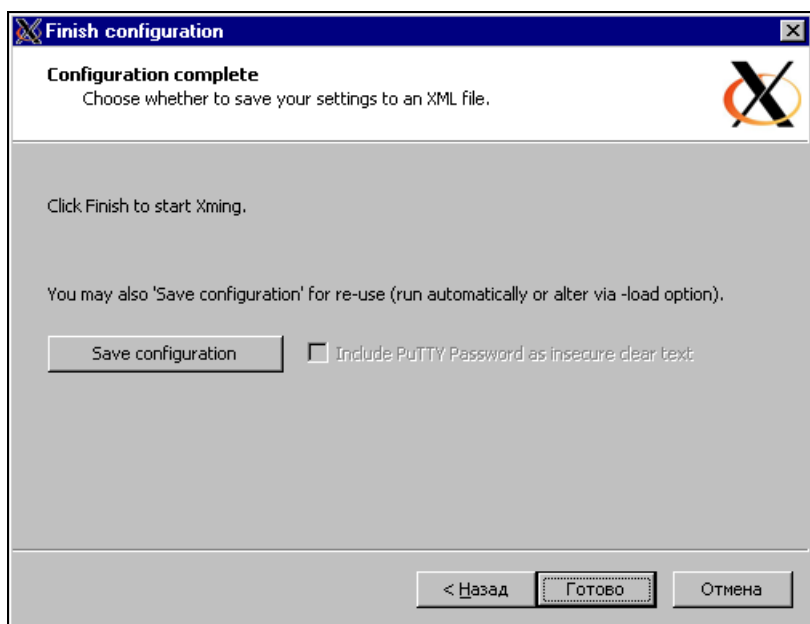 Finish configuration
Configuration complete
Choose whether to save your settings to an XML file.
Click Finish to start Xming.
You may also 'Save configuration' for re-use (run automatically or alter via -load option).
Save configuration
Include PuTTY Password as insecure clear text
< Назад
Готово
Отмена